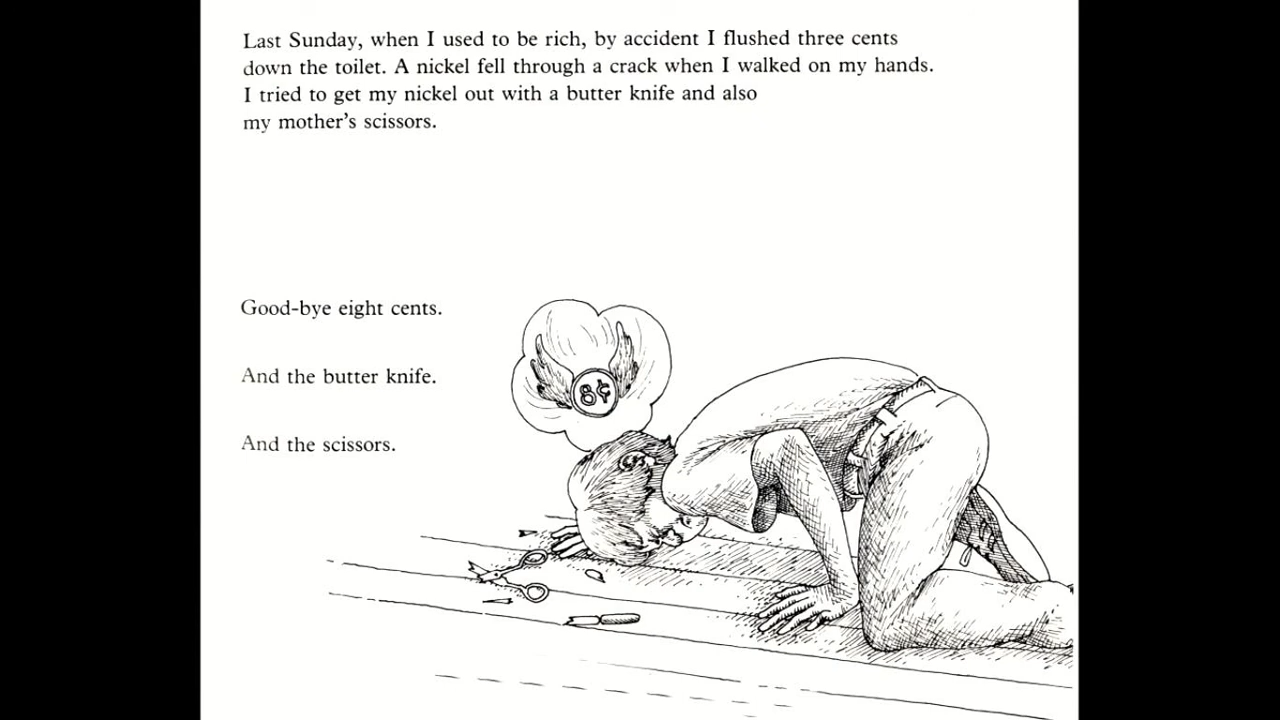 Last Sunday, when I used to be rich, by accident I flushed three cents
down the toilet. A nickel fell through a crack when I walked on my hands.
I tried to get my nickel out with a butter knife and also
my mother's scissors.
Good-bye eight cents.
And the butter knife.
And the scissors.
8¢